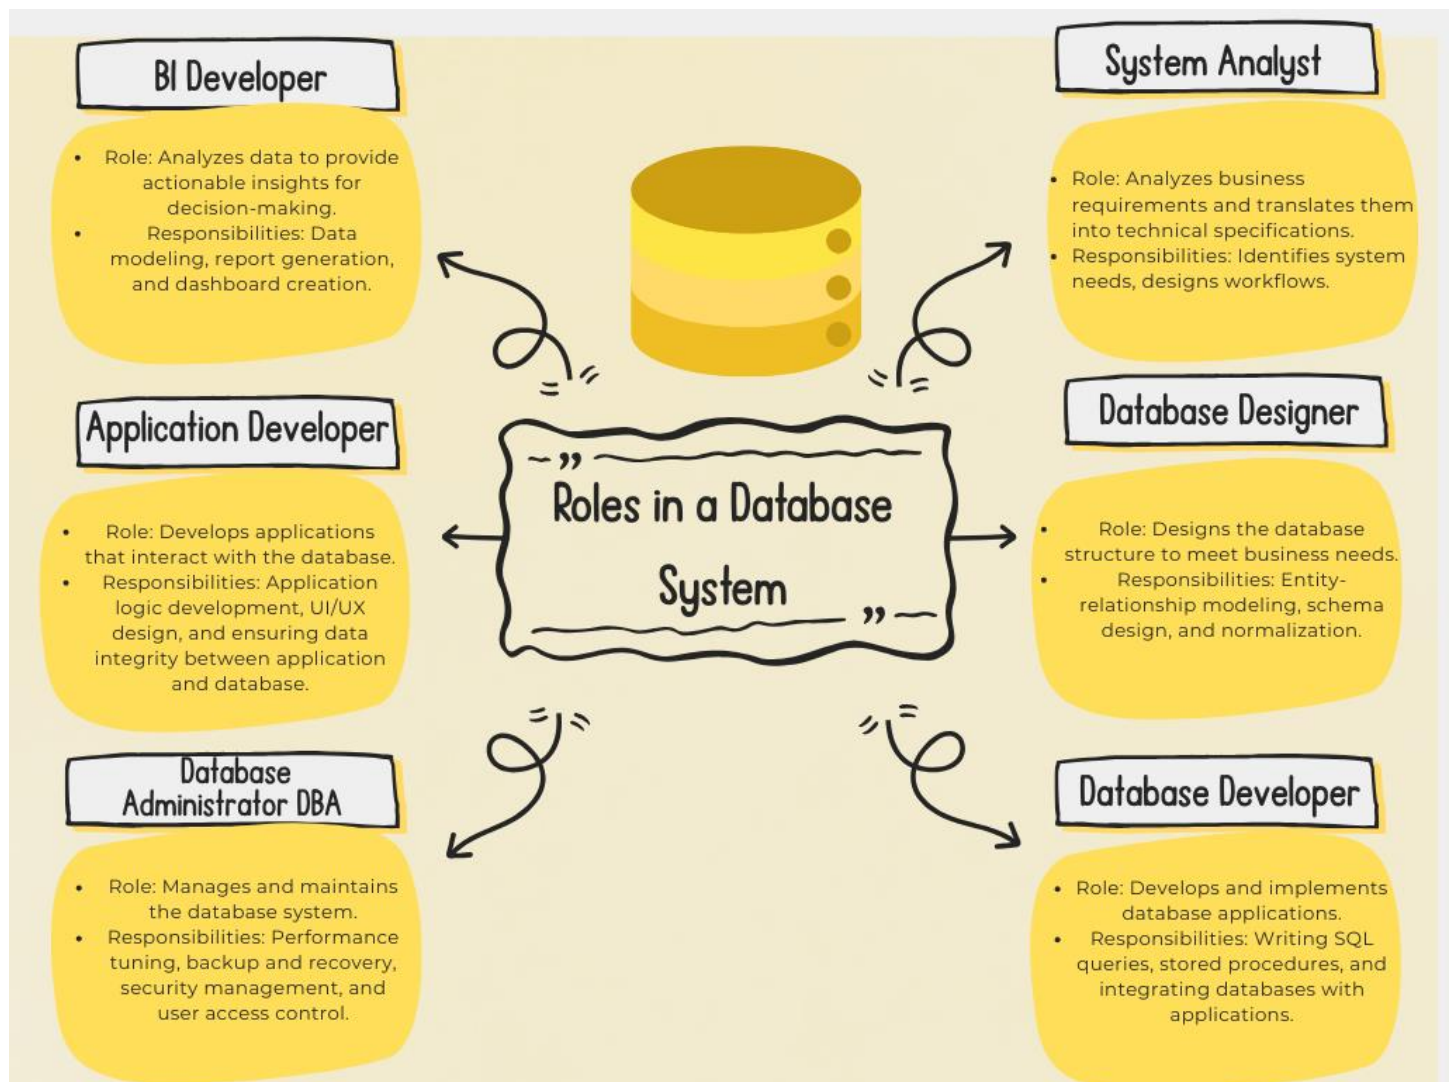 BI Developer
• Role: Analyzes data to provide
actionable insights for
decision-making.
• Responsibilities: Data
modeling, report generation,
and dashboard creation.
Application Developer
• Role: Develops applications
that interact with the database.
• Responsibilities: Application
logic development, UI/UX
design, and ensuring data
integrity between application
and database.
Database
Administrator DBA
• Role: Manages and maintains
the database system.
• Responsibilities: Performance
tuning, backup and recovery,
security management, and
user access control.
Roles in a Database
System
System Analyst
• Role: Analyzes business
requirements and translates them
into technical specifications.
• Responsibilities: Identifies system
needs, designs workflows.
Database Designer
• Role: Designs the database
structure to meet business needs.
• Responsibilities: Entity-
relationship modeling, schema
design, and normalization.
Database Developer
• Role: Develops and implements
database applications.
• Responsibilities: Writing SQL
queries, stored procedures, and
integrating databases with
applications.